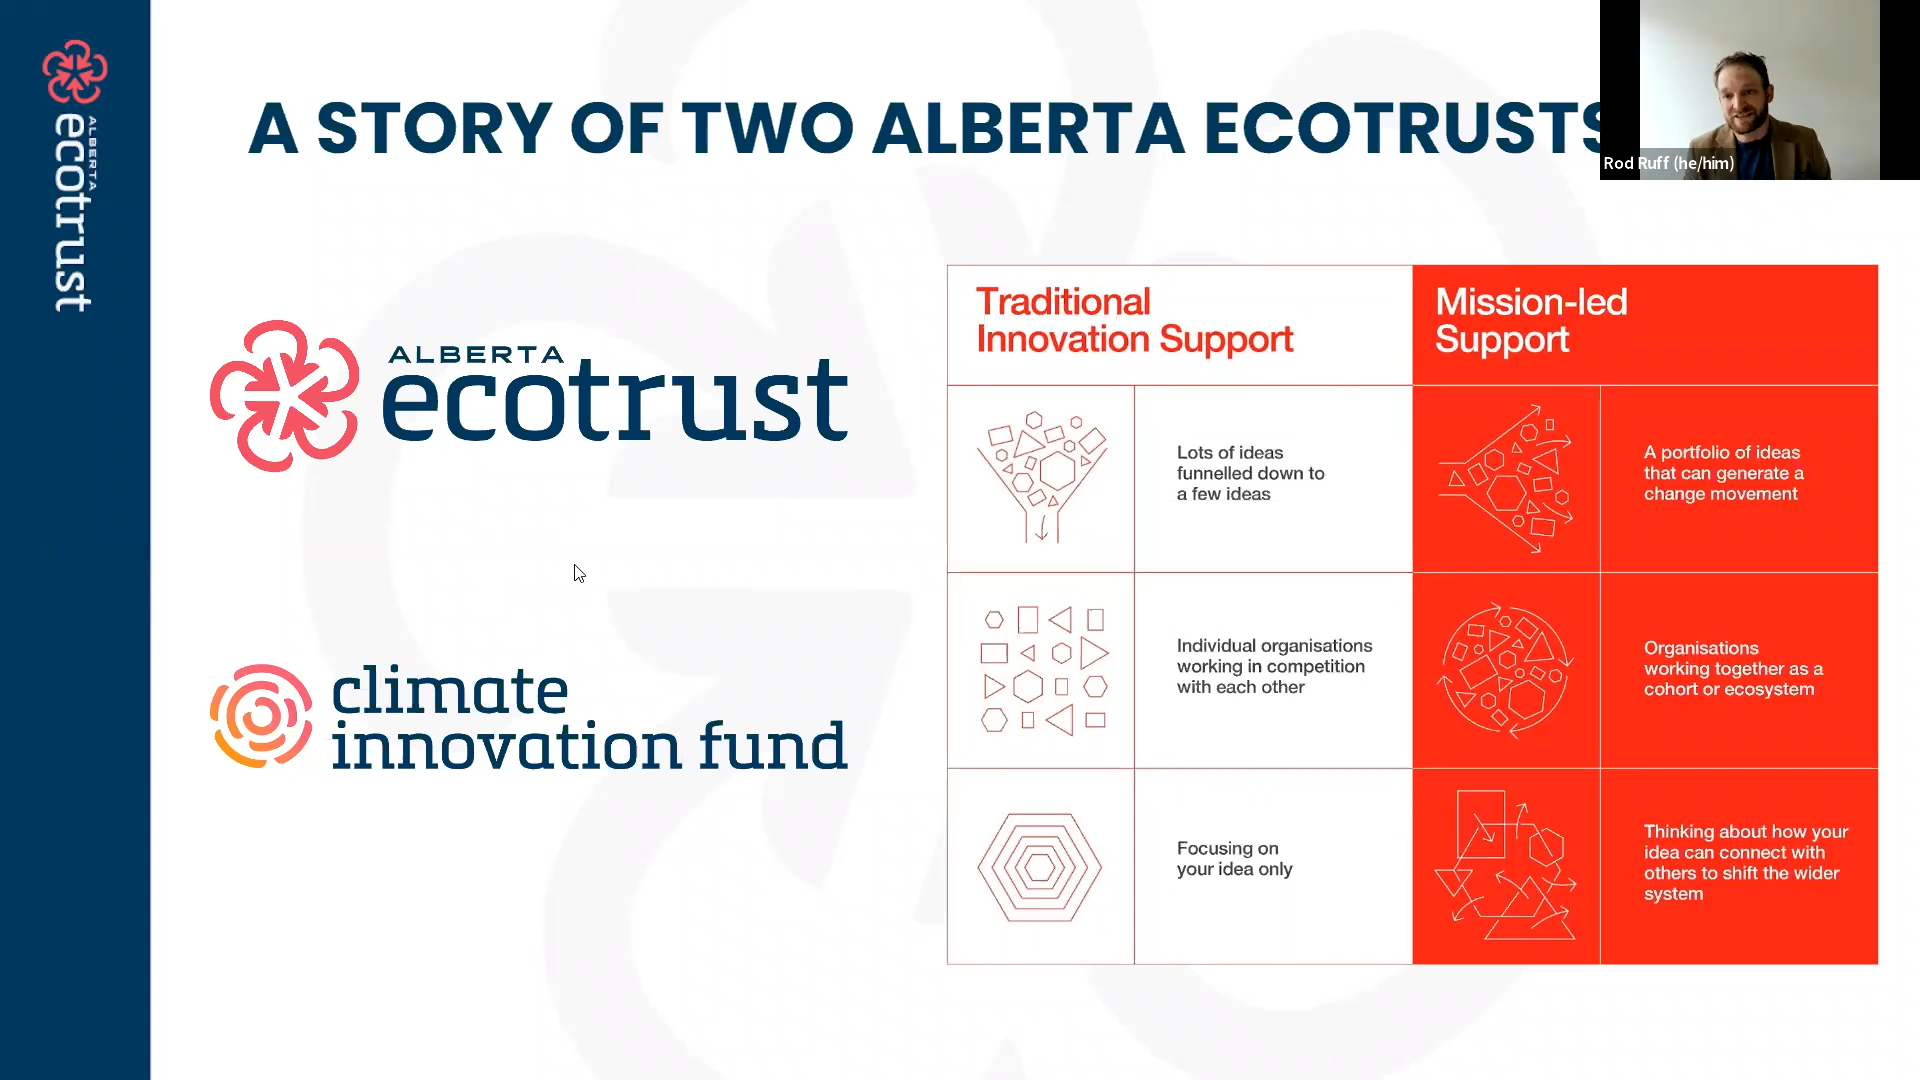 ALBERTA
ecotrust
A STORY OF TWO ALBERTA ECOTRUSTS
Rod Ruff (he/him)
ALBERTA
ecotrust
climate
innovation fund
Traditional
Innovation Support
Mission-led
Support
Lots of ideas
funnelled down to
a few ideas
A portfolio of ideas
that can generate a
change movement
Individual organisations
working in competition
with each other
Organisations
working together as a
cohort or ecosystem
Focusing on
your idea only
Thinking about how your
idea can connect with
others to shift the wider
system